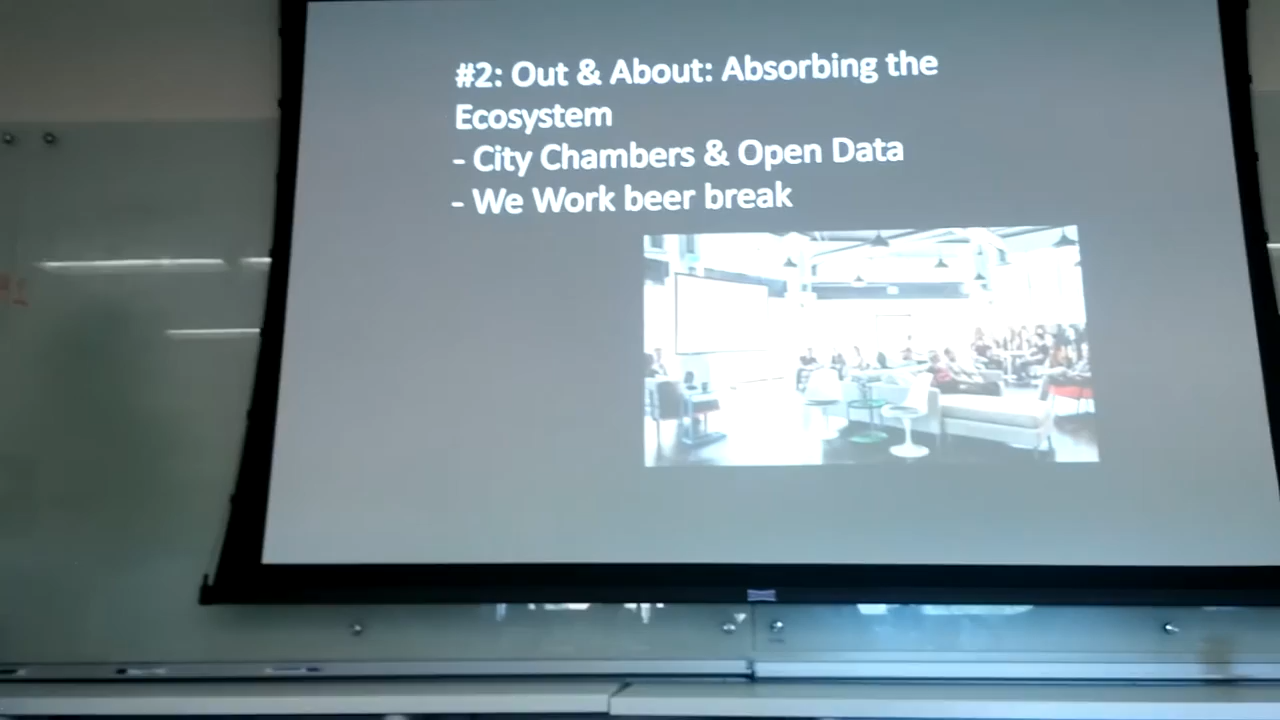 #2: Out & About: Absorbing the
Ecosystem
- City Chambers & Open Data
- We Work beer break